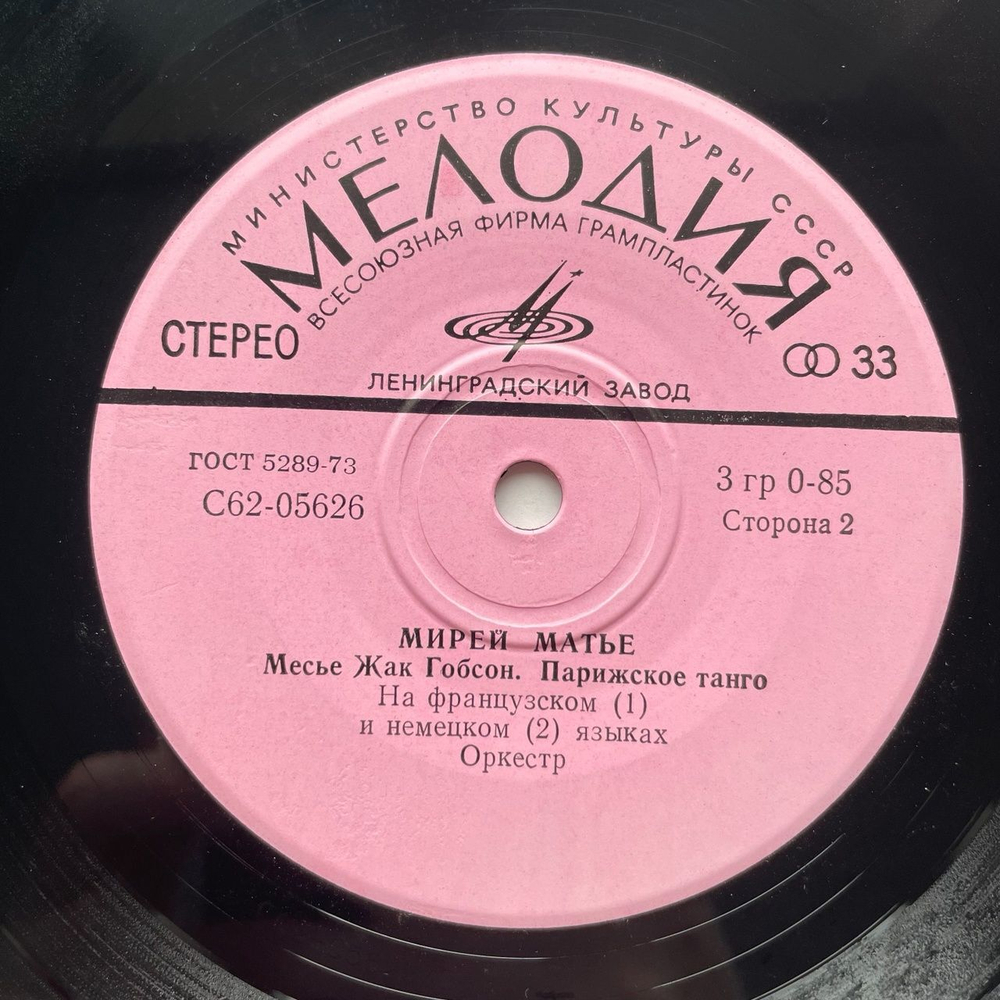 МИНИСТЕРСТВО КУЛЬТУРЫ СССР
МЕЛОДИЯ
ВСЕСОЮЗНАЯ ФИРМА ГРАМПЛАСТИНОК
СТЕРЕО
33
ЛЕНИНГРАДСКИЙ ЗАВОД
ГОСТ 5289-73
С62-05626
3 гр 0-85
Сторона 2
МИРЕЙ МАТЬЕ
Месье Жак Гобсон. Парижское танго
На французском (1)
и немецком (2) языках
Оркестр